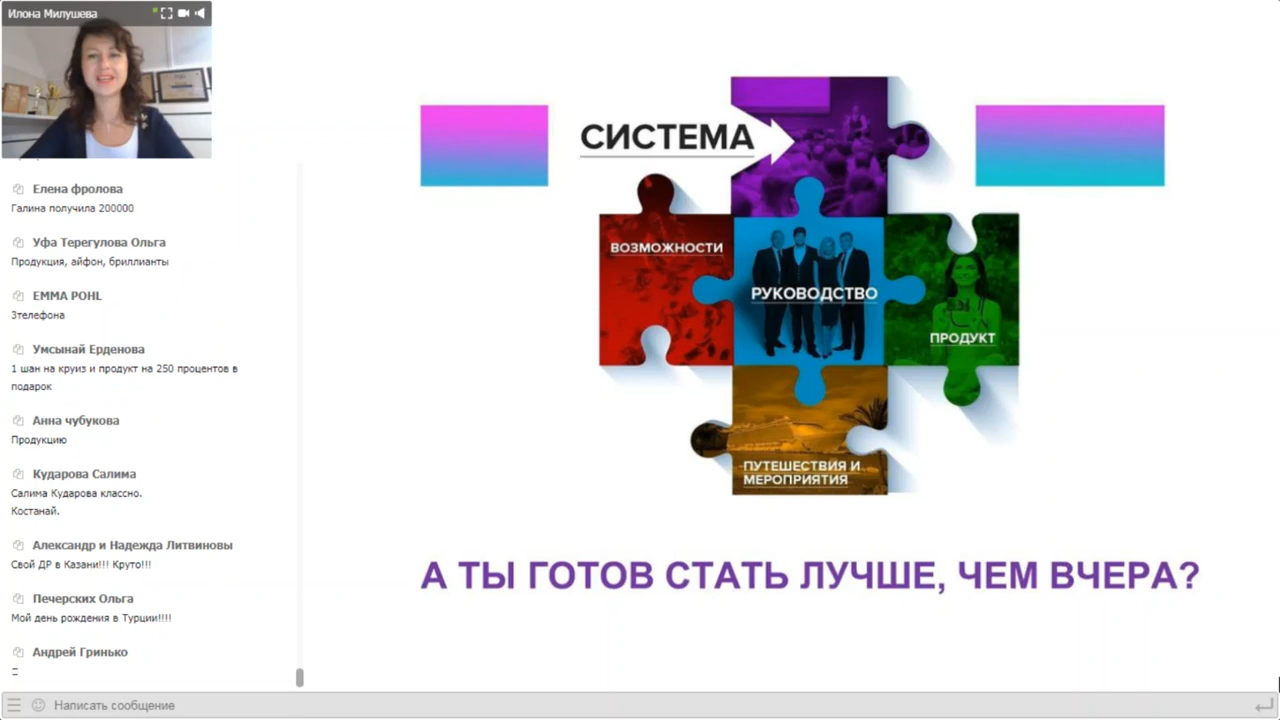 Илона Милушева
Елена фролова
Галина получила 200000
Уфа Терегулова Ольга
Продукция, айфон, бриллианты
ЕММА РОНL
3телефона
Умсынай Ерденова
1 шан на круиз и продукт на 250 процентов в
подарок
Анна чубукова
Продукцию
Кударова Салима
Салима Кударова классно.
Костанай.
Александр и Надежда Литвиновы
Свой ДР в Казани!!! Круто!!!
Печерских Ольга
Мой день рождения в Турции!!!!
Андрей Гринько
Написать сообщение
СИСТЕМА
ВОЗМОЖНОСТИ
РУКОВОДСТВО
ПРОДУКТ
ПУТЕШЕСТВИЯ И
МЕРОПРИЯТИЯ
А ТЫ ГОТОВ СТАТЬ ЛУЧШЕ, ЧЕМ ВЧЕРА?